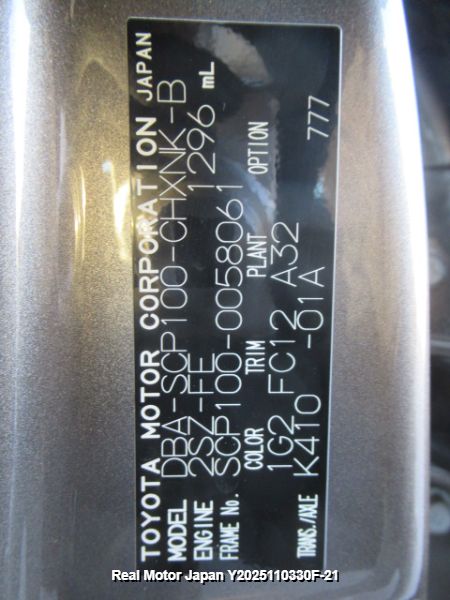 TOYOTA MOTOR CORPORATION JAPAN
MODEL DBA-SCP100-CHXNK-B
ENGINE 2SZ-FE 1296 mL
FRAME No. SCP100-0058061
COLOR TRIM PLANT OPTION
1G2 FC12 A32
TRANS./AXLE K410 -01A 777
Real Motor Japan Y2025110330F-21